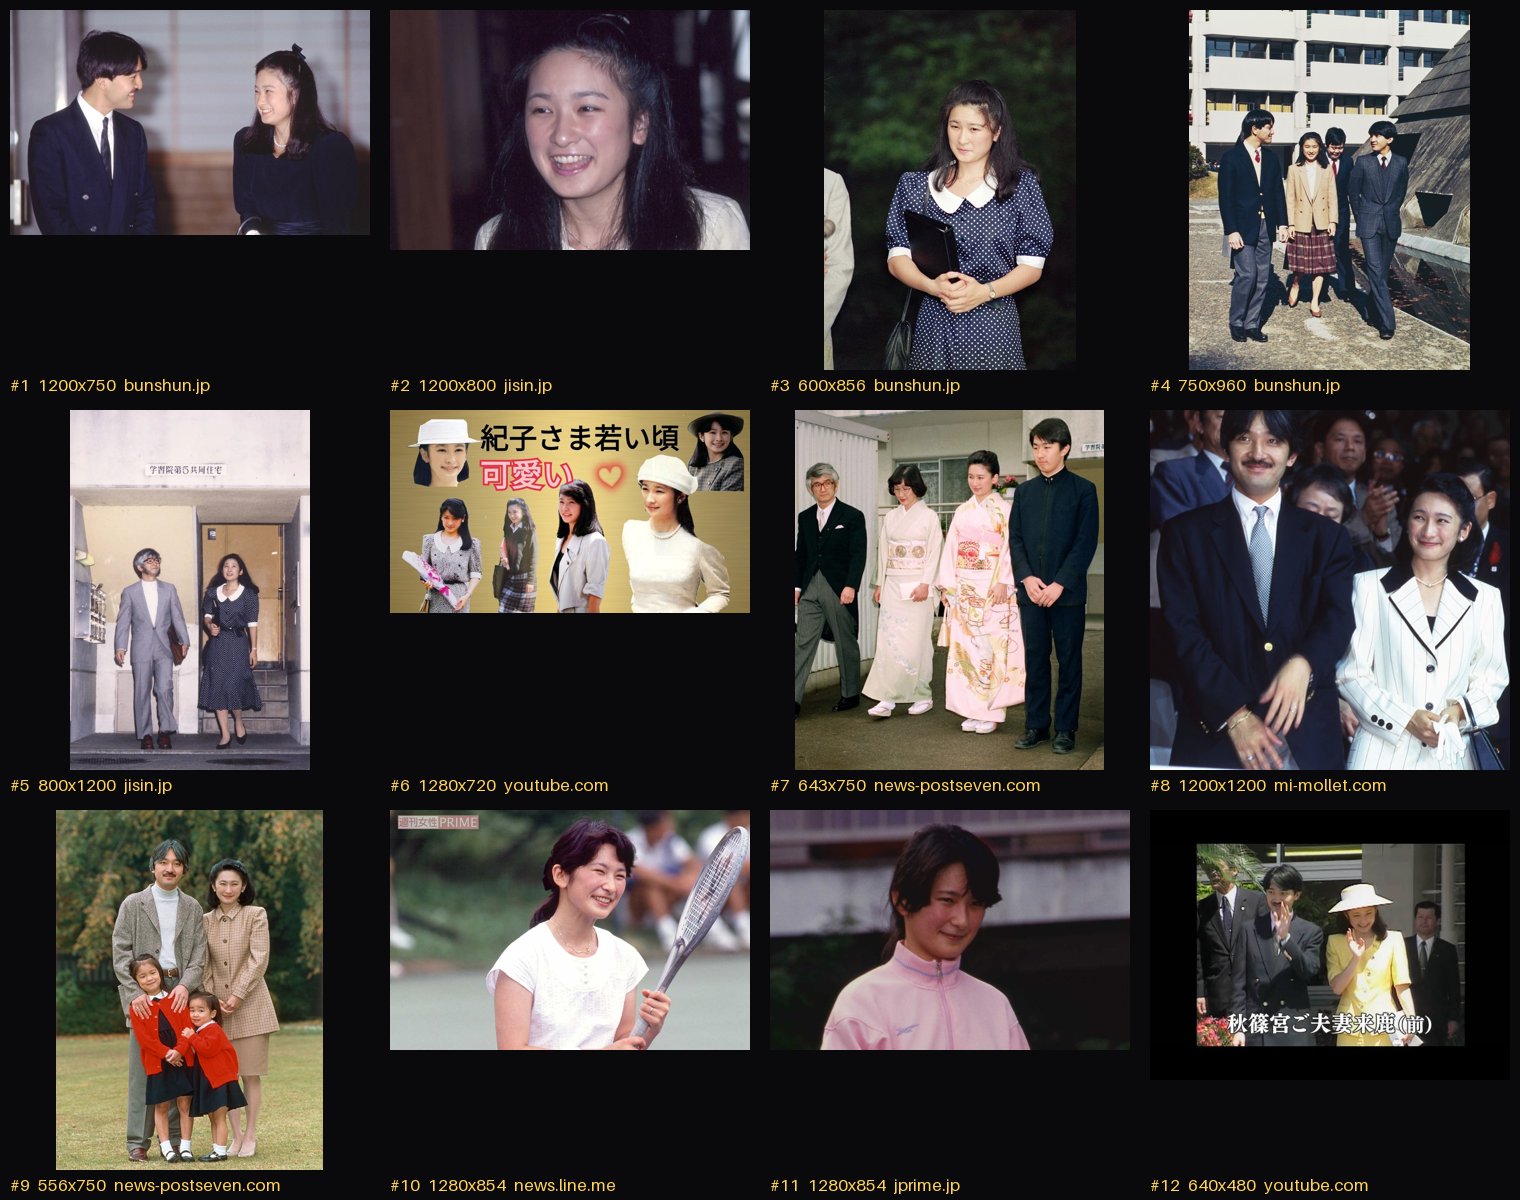 #1 1200x750 bunshun.jp
#2 1200x800 jisin.jp
#3 600x856 bunshun.jp
#4 750x960 bunshun.jp
学習院第5共同住宅
紀子さま若い頃
可愛い♡
#5 800x1200 jisin.jp
#6 1280x720 youtube.com
#7 643x750 news-postseven.com
#8 1200x1200 mi-mollet.com
週刊女性PRIME
秋篠宮ご夫妻来鹿(前)
#9 556x750 news-postseven.com
#10 1280x854 news.line.me
#11 1280x854 jprime.jp
#12 640x480 youtube.com